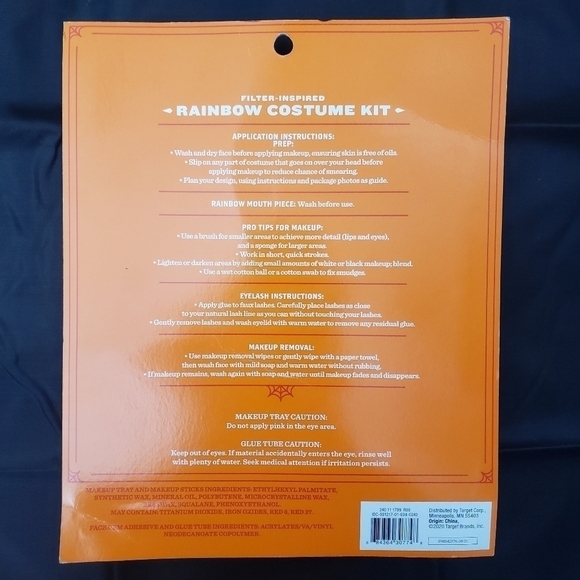 FILTER-INSPIRED
RAINBOW COSTUME KIT
APPLICATION INSTRUCTIONS:
PREP:
• Wash and dry face before applying makeup, ensuring skin is free of oils.
• Slip on any part of costume that goes on over your head before
applying makeup to reduce chance of smearing.
• Plan your design, using instructions and package photos as guide.
RAINBOW MOUTH PIECE: Wash before use.
PRO TIPS FOR MAKEUP:
• Use a brush for smaller areas to achieve more detail (lips and eyes),
and a sponge for larger areas.
• Work in short, quick strokes.
• Lighten or darken areas by adding small amounts of white or black makeup; blend.
• Use a wet cotton ball or a cotton swab to fix smudges.
EYELASH INSTRUCTIONS:
• Apply glue to faux lashes. Carefully place lashes as close
to your natural lash line as you can without touching your lashes.
• Gently remove lashes and wash eyelid with warm water to remove any residual glue.
MAKEUP REMOVAL:
• Use makeup removal wipes or gently wipe with a paper towel,
then wash face with mild soap and warm water without rubbing.
• If makeup remains, wash again with soap and water until makeup fades and disappears.
MAKEUP TRAY CAUTION:
Do not apply pink in the eye area.
GLUE TUBE CAUTION:
Keep out of eyes. If material accidentally enters the eye, rinse well
with plenty of water. Seek medical attention if irritation persists.
MAKEUP TRAY AND MAKEUP STICKS INGREDIENTS: ETHYLHEXYL PALMITATE,
SYNTHETIC WAX, MINERAL OIL, POLYBUTENE, MICROCRYSTALLINE WAX,
SQUALANE, PHENOXYETHANOL.
MAY CONTAIN TITANIUM DIOXIDE, IRON OXIDES, RED 6, RED 27.
ADHESIVE AND GLUE TUBE INGREDIENTS: ACRYLATES/VA/VINYL
NEODECANOATE COPOLYMER.
Distributed by Target Corp.,
Minneapolis, MN 55403
Origin: China,
©2020 Target Brands, Inc.